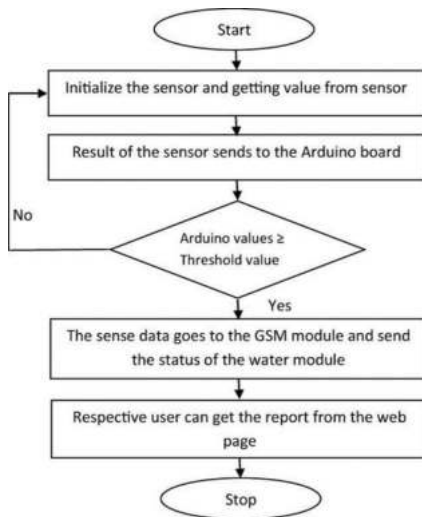 Start
Initialize the sensor and getting value from sensor
Result of the sensor sends to the Arduino board
No
Arduino values ≥
Threshold value
Yes
The sense data goes to the GSM module and send
the status of the water module
Respective user can get the report from the web
page
Stop